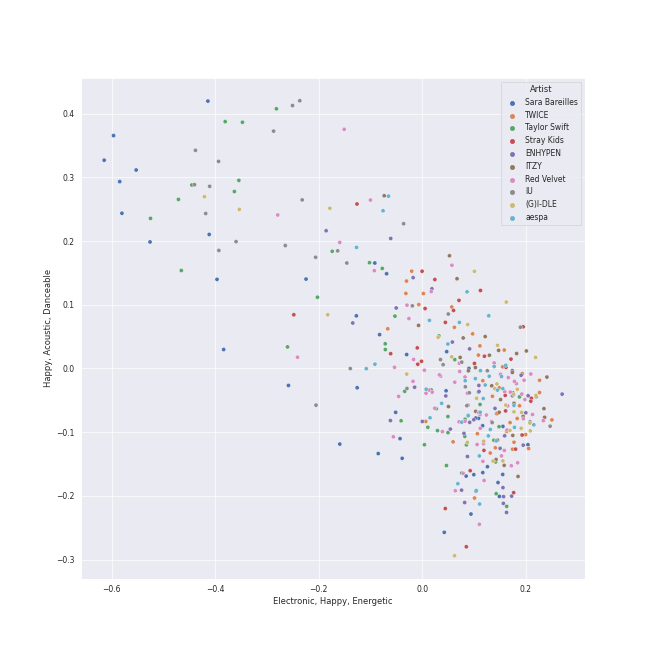 Artist
Sara Bareilles
TWICE
Taylor Swift
Stray Kids
ENHYPEN
ITZY
Red Velvet
IU
(G)I-DLE
aespa
0.4
0.3
0.2
0.1
0.0
−0.1
−0.2
−0.3
Happy, Acoustic, Danceable
−0.6 −0.4 −0.2 0.0 0.2
Electronic, Happy, Energetic